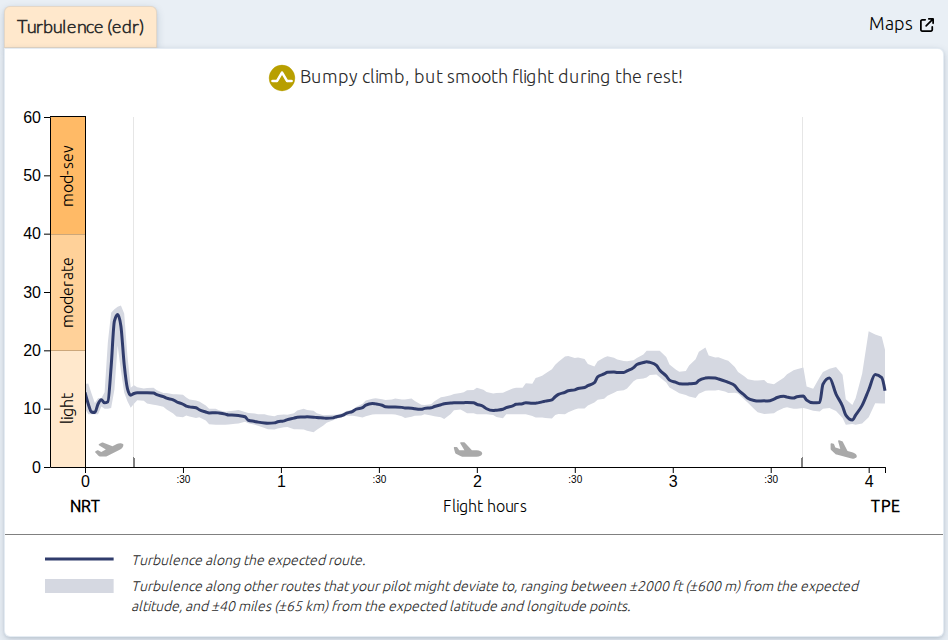 Turbulence (edr)
Maps
Bumpy climb, but smooth flight during the rest!
60
50
40
30
20
10
0
mod-sev
moderate
light
0 :30 1 :30 2 :30 3 :30 4
NRT Flight hours TPE
Turbulence along the expected route.
Turbulence along other routes that your pilot might deviate to, ranging between ±2000 ft (±600 m) from the expected
altitude, and ±40 miles (±65 km) from the expected latitude and longitude points.